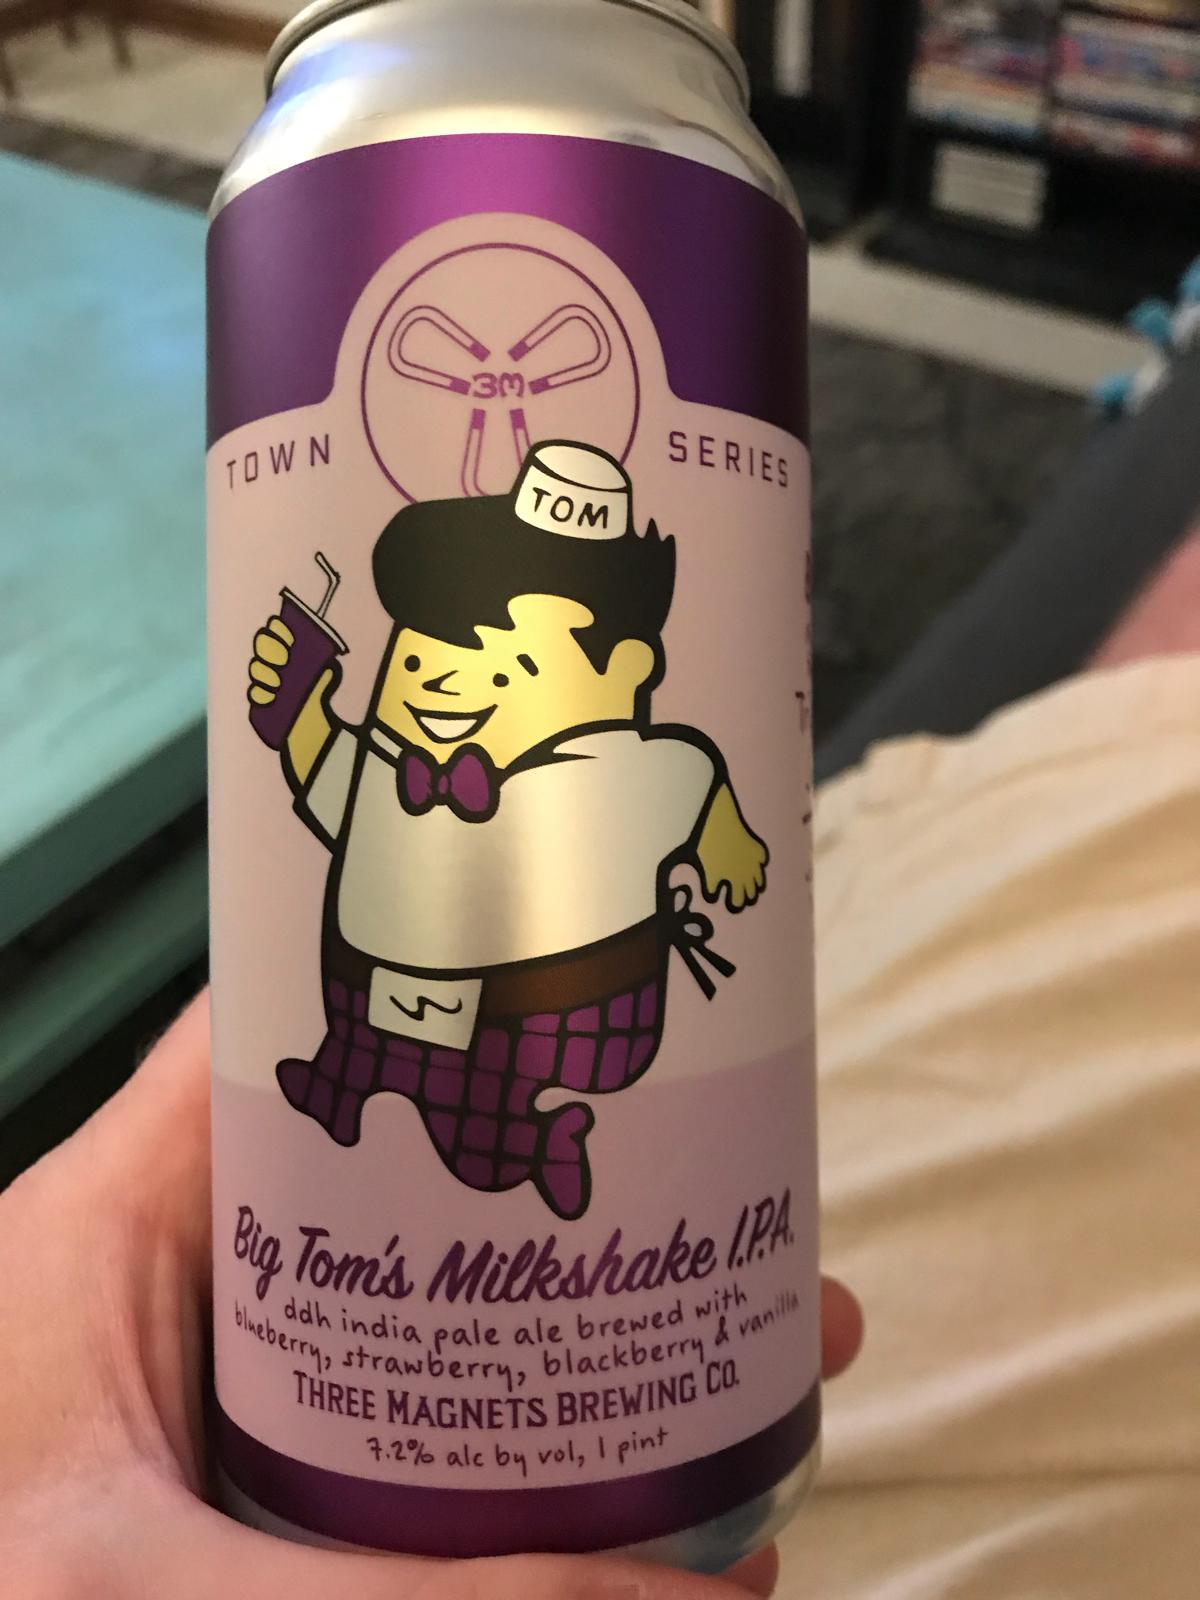 3M
TOWN SERIES
TOM
Big Tom's Milkshake I.P.A.
ddh india pale ale brewed with
blueberry, strawberry, blackberry & vanilla
THREE MAGNETS BREWING CO.
7.2% alc by vol, 1 pint